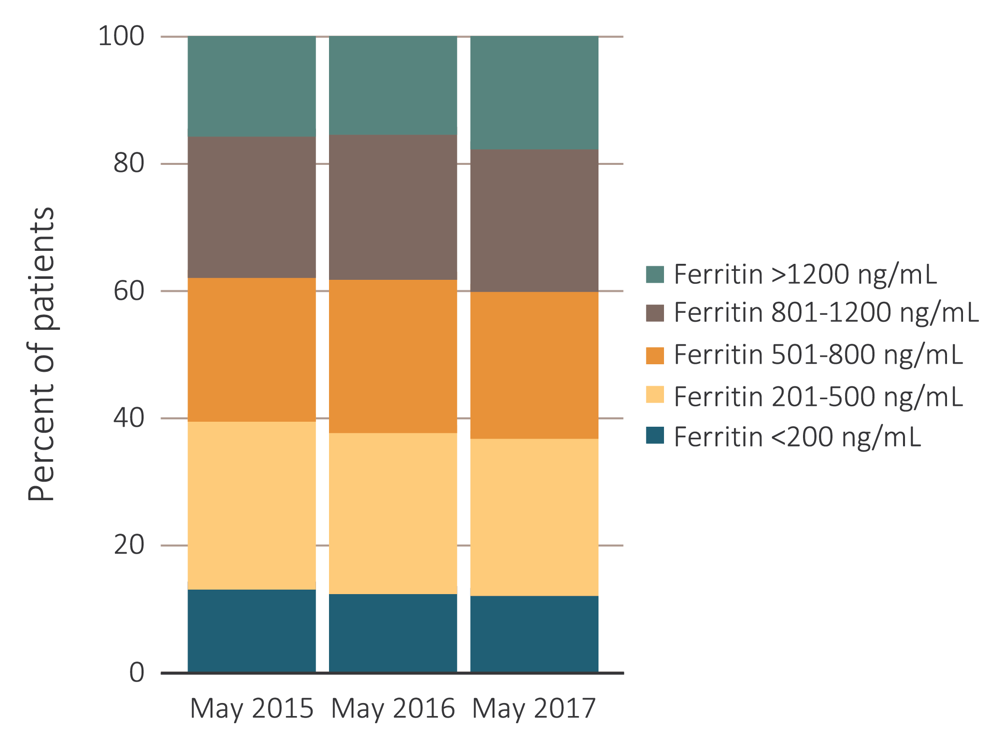 Percent of patients
100
80
60
40
20
0
May 2015
May 2016
May 2017
Ferritin >1200 ng/mL
Ferritin 801-1200 ng/mL
Ferritin 501-800 ng/mL
Ferritin 201-500 ng/mL
Ferritin <200 ng/mL